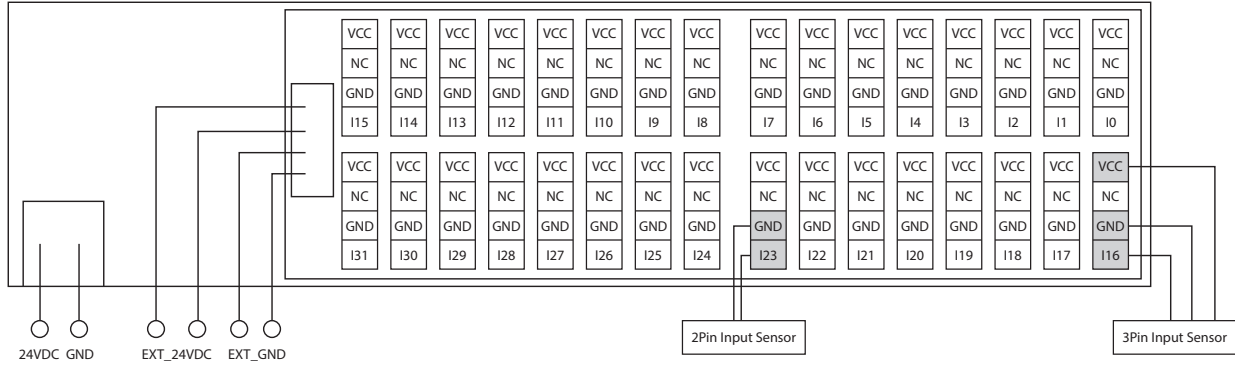 VCC VCC VCC VCC VCC VCC VCC VCC VCC VCC VCC VCC VCC VCC VCC VCC
NC NC NC NC NC NC NC NC NC NC NC NC NC NC NC NC
GND GND GND GND GND GND GND GND GND GND GND GND GND GND GND GND
I15 I14 I13 I12 I11 I10 I9 I8 I7 I6 I5 I4 I3 I2 I1 I0
VCC VCC VCC VCC VCC VCC VCC VCC VCC VCC VCC VCC VCC VCC VCC VCC
NC NC NC NC NC NC NC NC NC NC NC NC NC NC NC NC
GND GND GND GND GND GND GND GND GND GND GND GND GND GND GND GND
I31 I30 I29 I28 I27 I26 I25 I24 I23 I22 I21 I20 I19 I18 I17 I16
2Pin Input Sensor 3Pin Input Sensor
24VDC GND EXT_24VDC EXT_GND